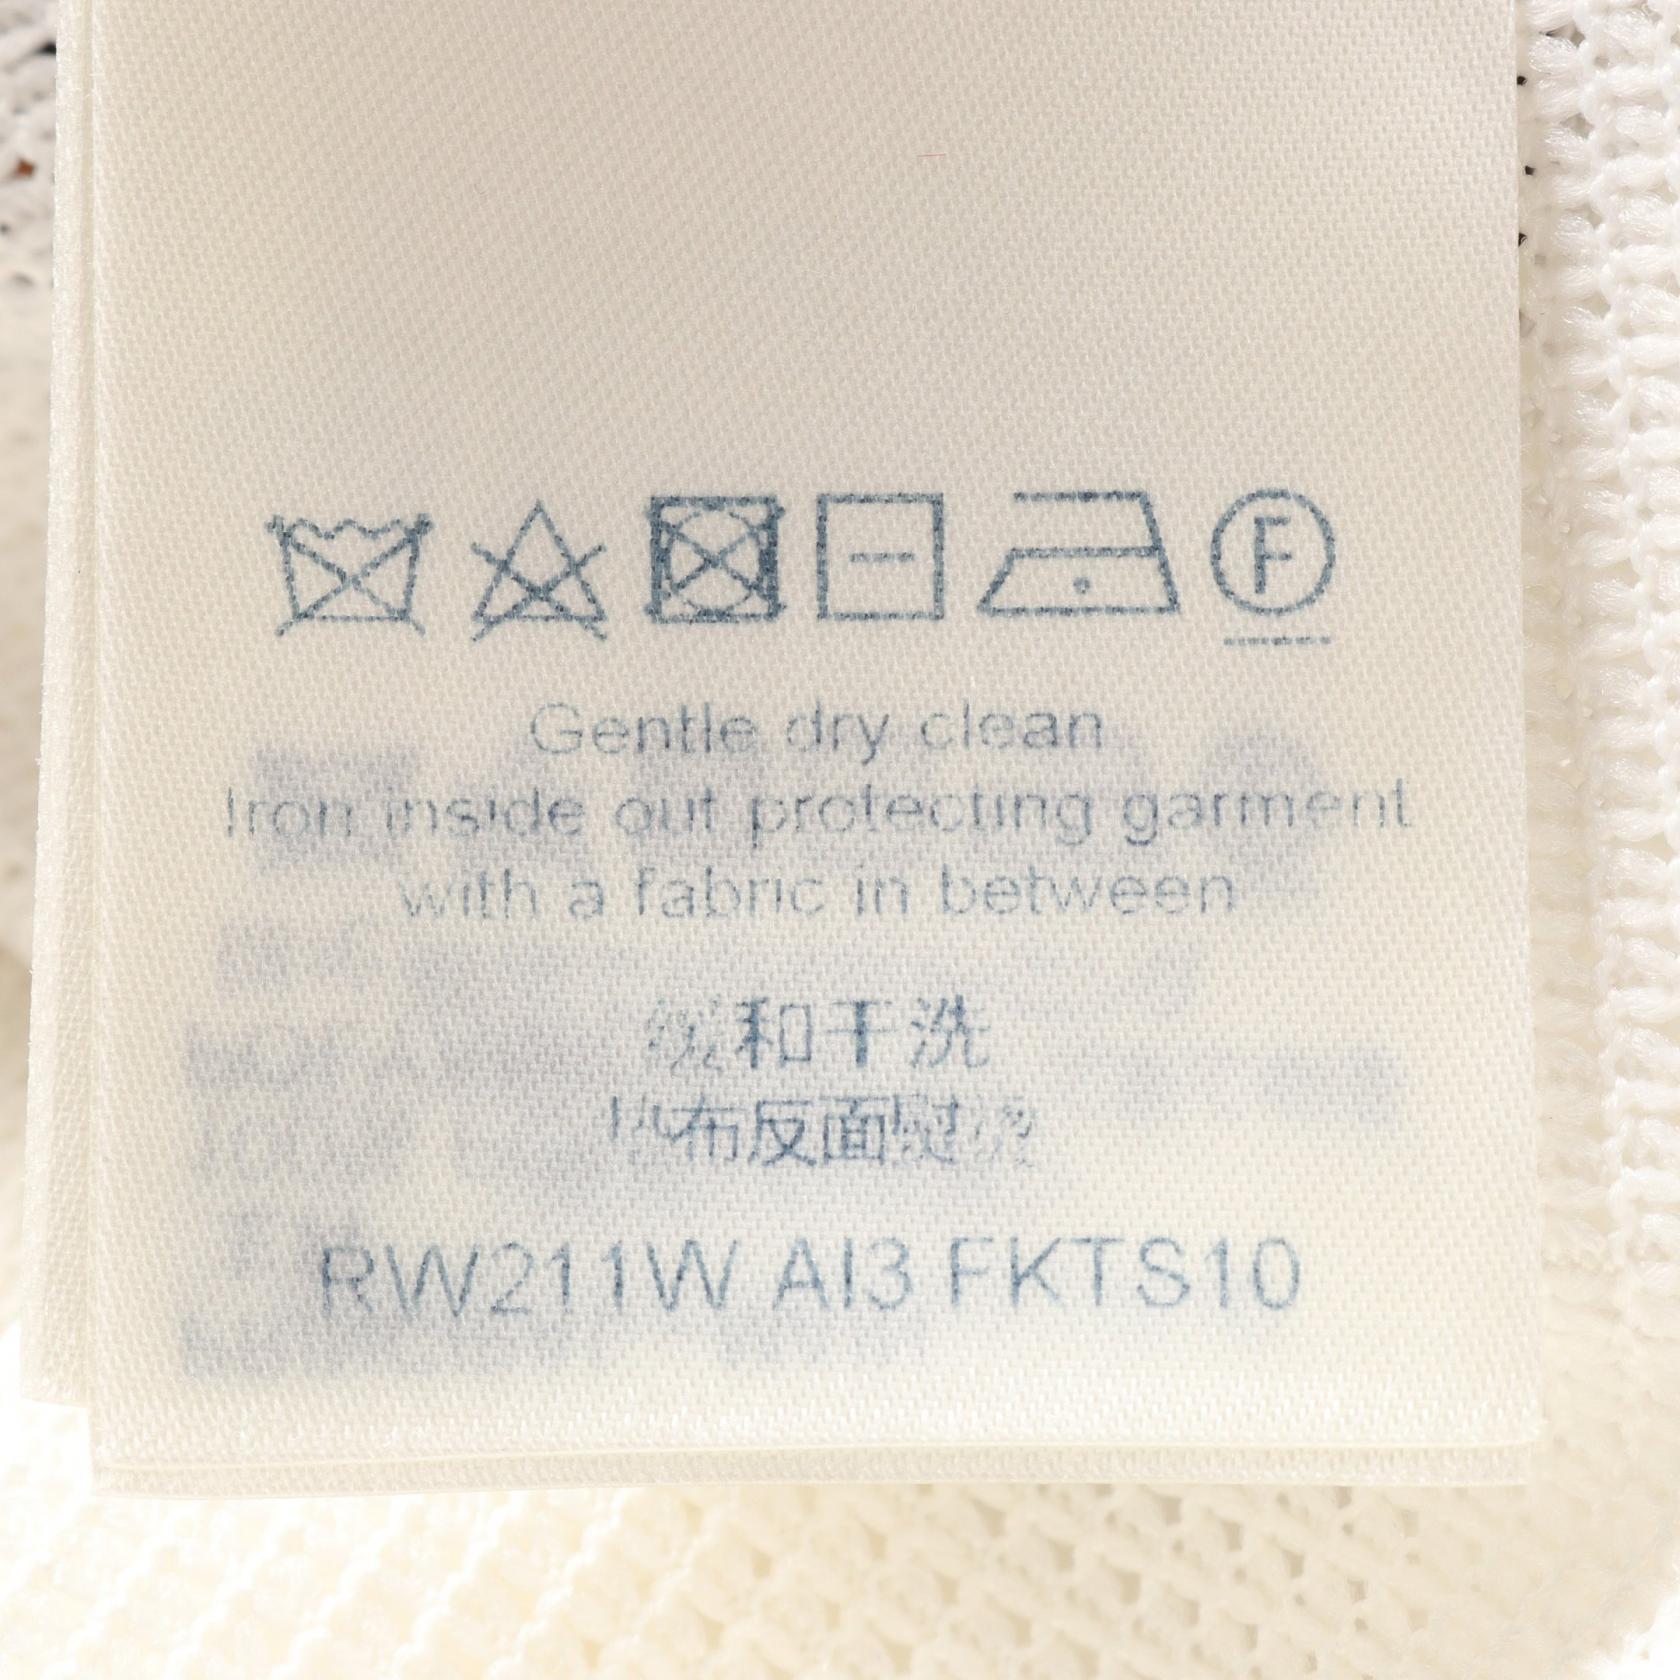 F
Gentle dry clean
Iron inside out protecting garment
with a fabric in between
缓和干洗
垫布反面熨烫
RW211W AI3 FKTS10